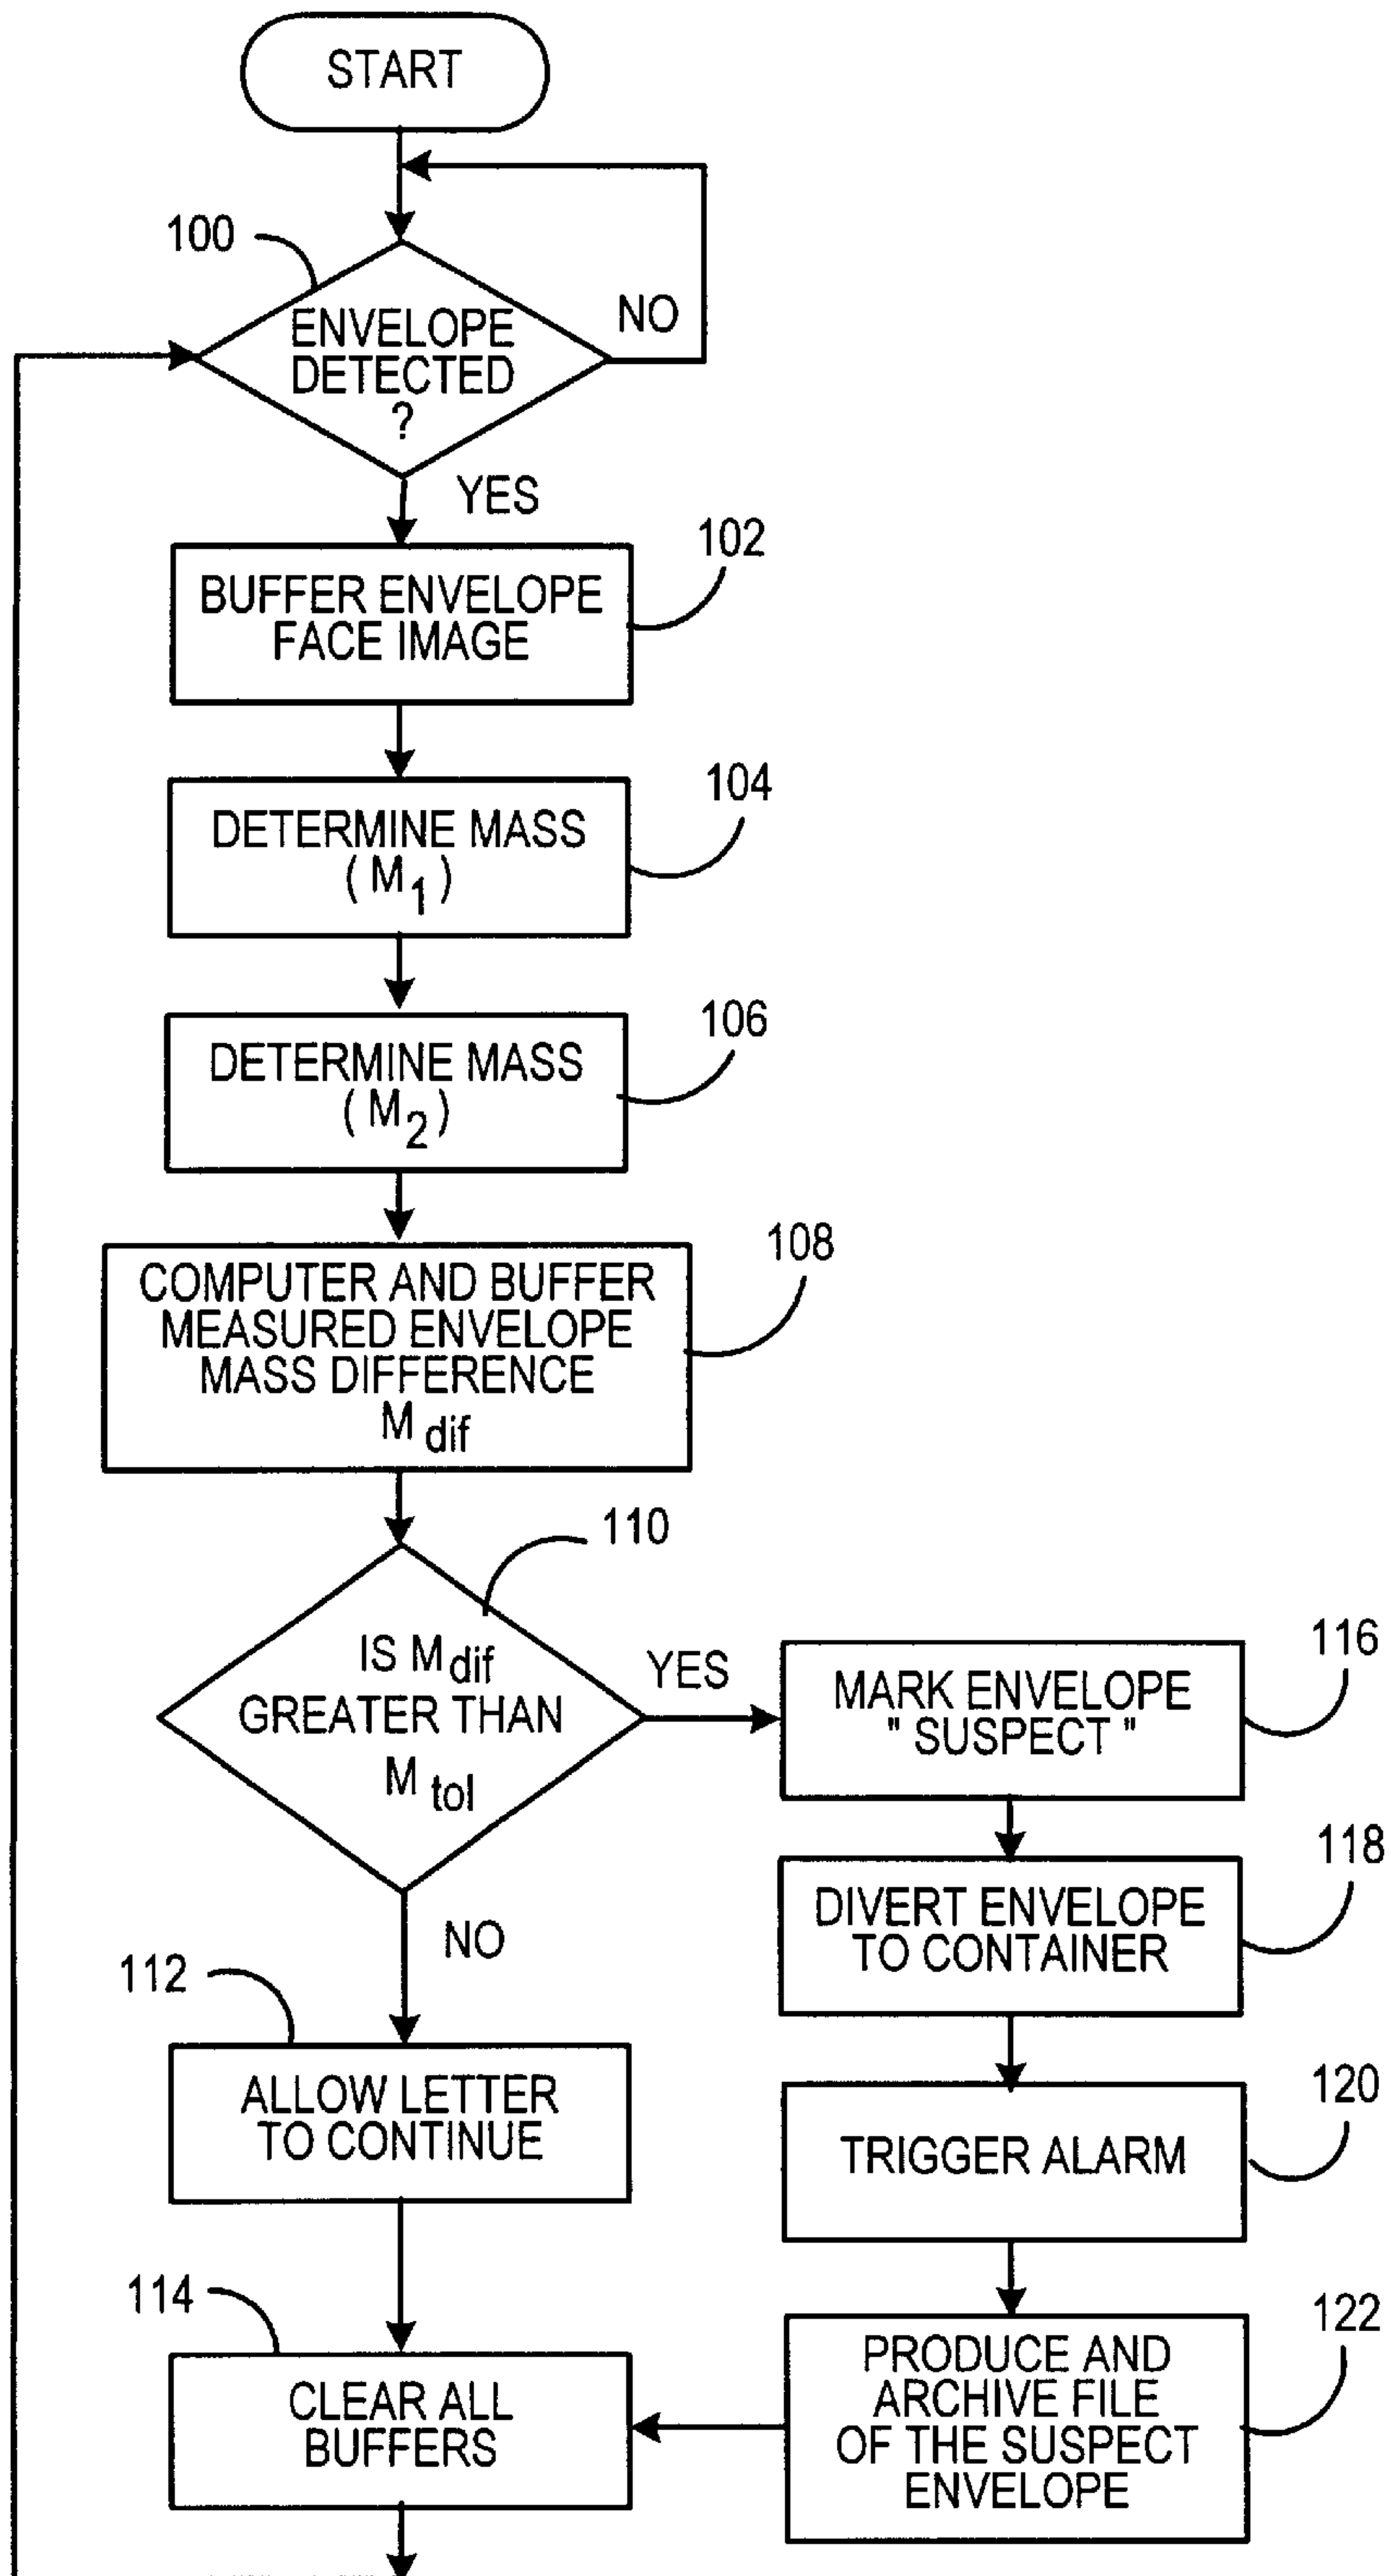 START
100
ENVELOPE
DETECTED
?
NO
YES
102
BUFFER ENVELOPE
FACE IMAGE
104
DETERMINE MASS
( M1 )
106
DETERMINE MASS
( M2 )
108
COMPUTER AND BUFFER
MEASURED ENVELOPE
MASS DIFFERENCE
M dif
110
IS M dif
GREATER THAN
M tol
YES
NO
116
MARK ENVELOPE
" SUSPECT "
118
DIVERT ENVELOPE
TO CONTAINER
112
ALLOW LETTER
TO CONTINUE
120
TRIGGER ALARM
114
CLEAR ALL
BUFFERS
122
PRODUCE AND
ARCHIVE FILE
OF THE SUSPECT
ENVELOPE